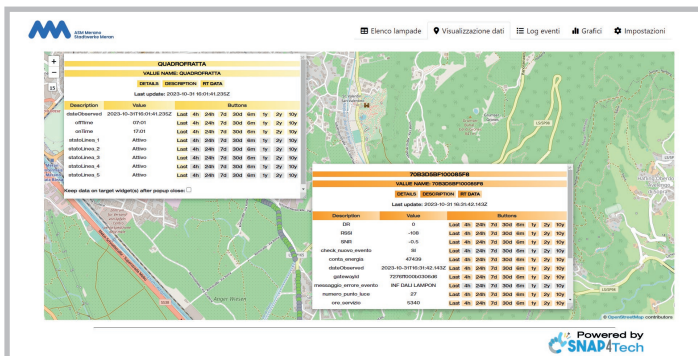 ASM Merano
Stadtwerke Meran
Elenco lampade
Visualizzazione dati
Log eventi
Grafici
Impostazioni
+
−
15
QUADROFRATTA
VALUE NAME: QUADROFRATTA
DETAILS DESCRIPTION RT DATA
Last update: 2023-10-31 16:01:41.235Z
Description Value Buttons
dateObserved 2023-10-31T16:01:41.235Z Last 4h 24h 7d 30d 6m 1y 2y 10y
offTime 07:01 Last 4h 24h 7d 30d 6m 1y 2y 10y
onTime 17:01 Last 4h 24h 7d 30d 6m 1y 2y 10y
statoLinea_1 Attivo Last 4h 24h 7d 30d 6m 1y 2y 10y
statoLinea_2 Attivo Last 4h 24h 7d 30d 6m 1y 2y 10y
statoLinea_3 Attivo Last 4h 24h 7d 30d 6m 1y 2y 10y
statoLinea_4 Attivo Last 4h 24h 7d 30d 6m 1y 2y 10y
statoLinea_5 Attivo Last 4h 24h 7d 30d 6m 1y 2y 10y
Keep data on target widget(s) after popup close:
70B3D5BF100085FB
VALUE NAME: 70B3D5BF100085FB
DETAILS DESCRIPTION RT DATA
Last update: 2023-10-31 16:31:42.143Z
Description Value Buttons
DR 0 Last 4h 24h 7d 30d 6m 1y 2y 10y
RSSI -108 Last 4h 24h 7d 30d 6m 1y 2y 10y
SNR -0.5 Last 4h 24h 7d 30d 6m 1y 2y 10y
check_nuovo_evento SI Last 4h 24h 7d 30d 6m 1y 2y 10y
conta_energia 47439 Last 4h 24h 7d 30d 6m 1y 2y 10y
dateObserved 2023-10-31T16:31:42.143Z Last 4h 24h 7d 30d 6m 1y 2y 10y
gatewayId Last 4h 24h 7d 30d 6m 1y 2y 10y
messaggio_errore_evento INF DALI LAMPON Last 4h 24h 7d 30d 6m 1y 2y 10y
numero_punto_luce 27 Last 4h 24h 7d 30d 6m 1y 2y 10y
ore_servizio 5340 Last 4h 24h 7d 30d 6m 1y 2y 10y
© OpenStreetMap contributors
Powered by
SNAP4Tech